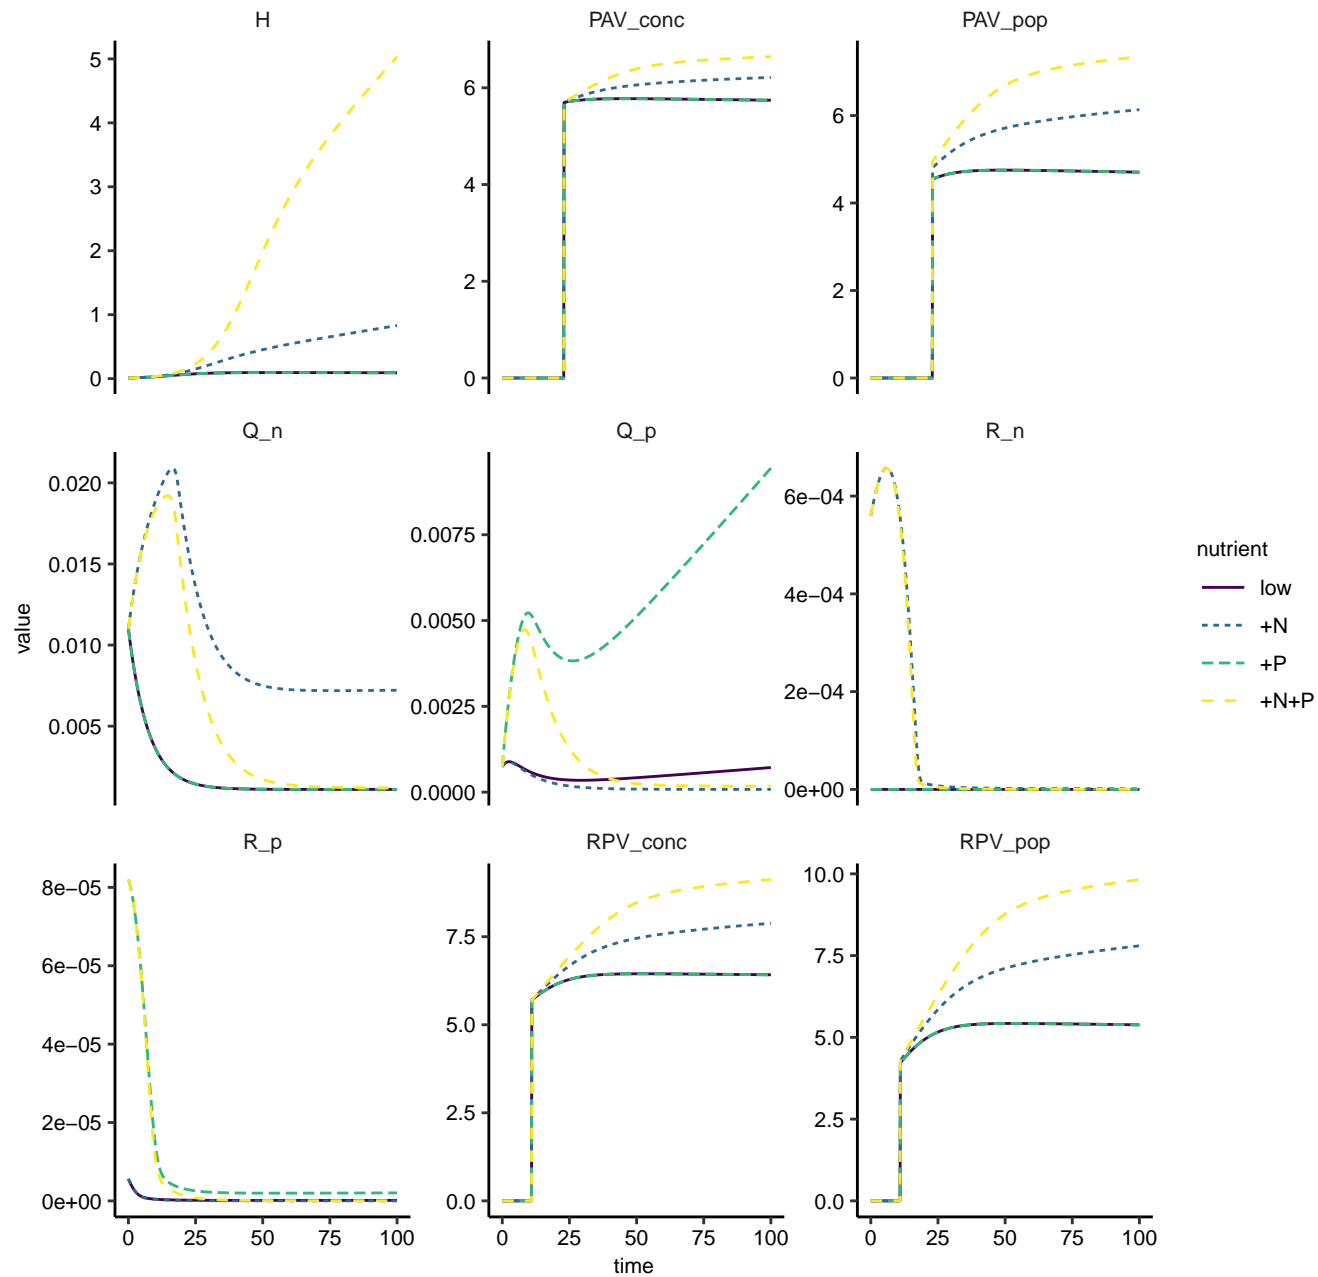 H
PAV_conc
PAV_pop
5
4
3
2
1
0
6
4
2
0
6
4
2
0
Q_n
Q_p
R_n
0.020
0.015
0.010
0.005
0.0075
0.0050
0.0025
0.0000
6e−04
4e−04
2e−04
0e+00
value
nutrient
low
+N
+P
+N+P
R_p
RPV_conc
RPV_pop
8e−05
6e−05
4e−05
2e−05
0e+00
7.5
5.0
2.5
0.0
10.0
7.5
5.0
2.5
0.0
0 25 50 75 100
0 25 50 75 100
0 25 50 75 100
time